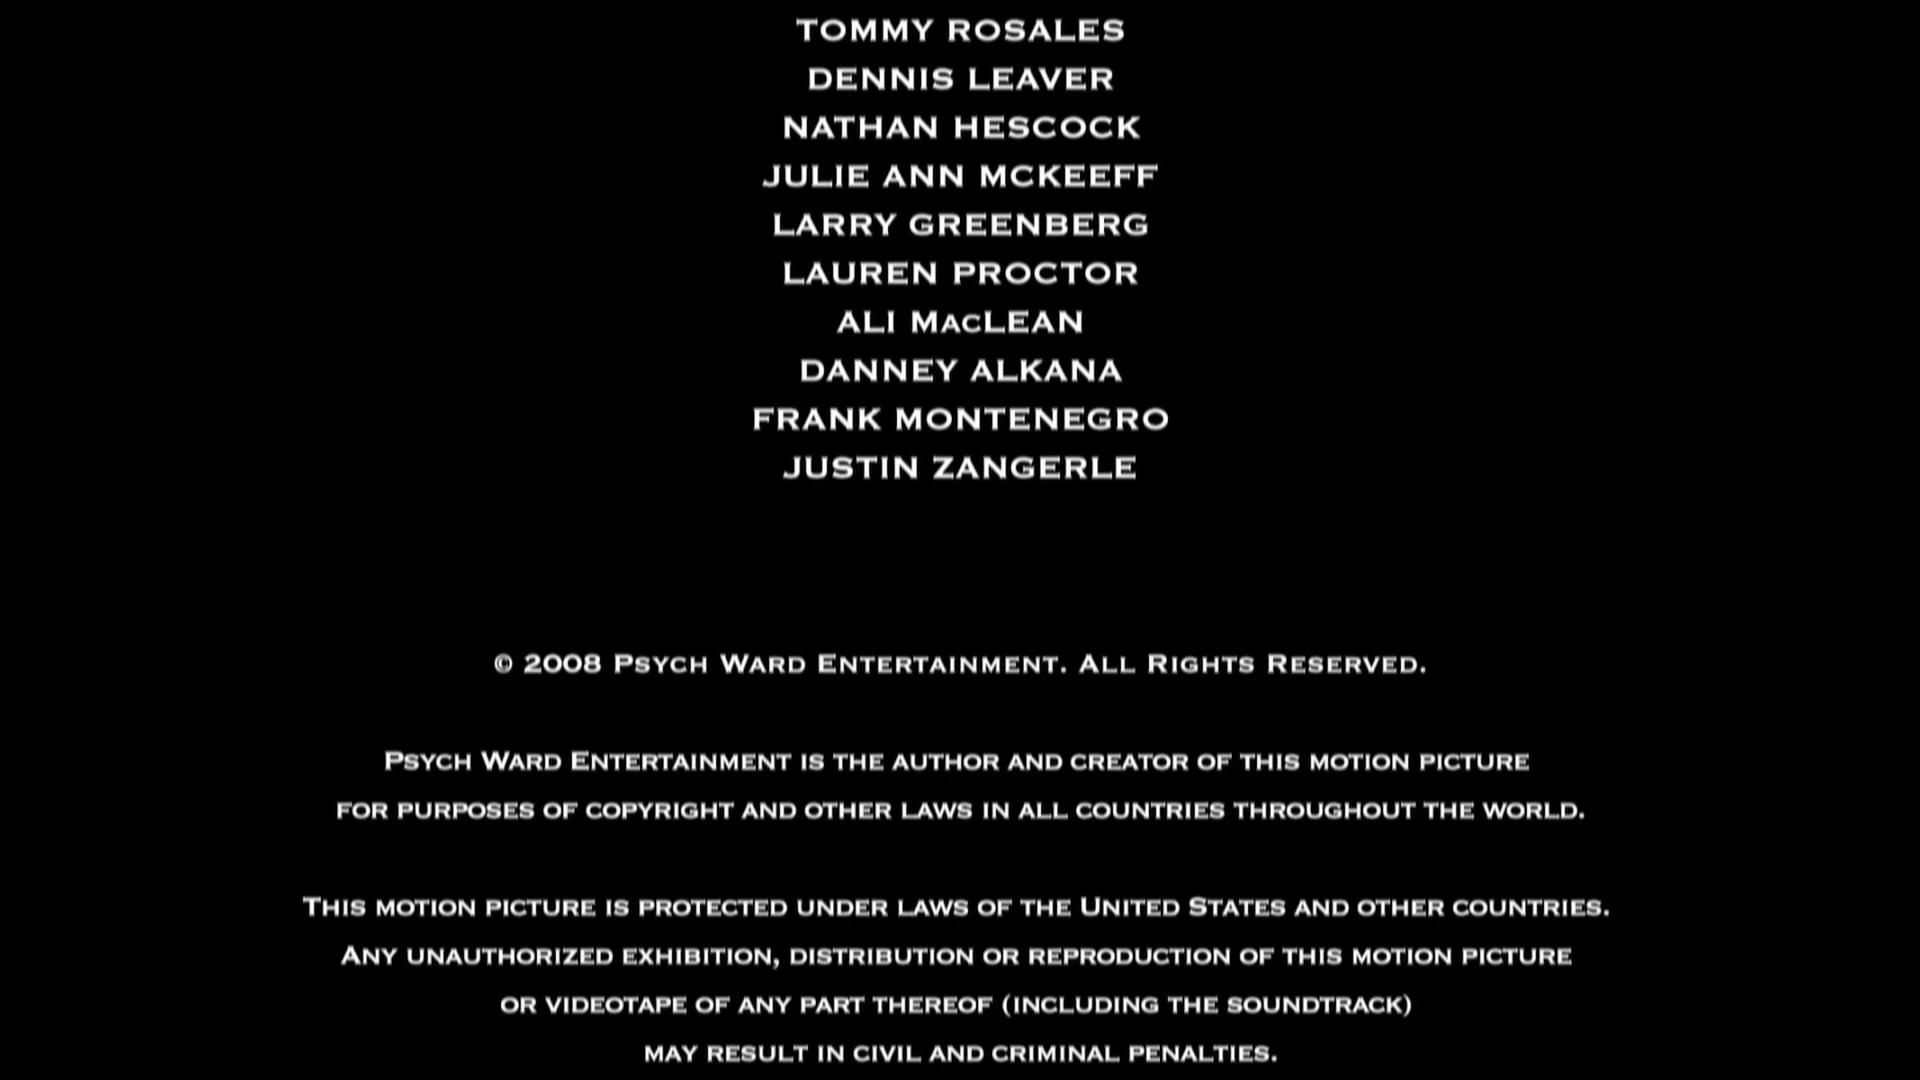 TOMMY ROSALES
DENNIS LEAVER
NATHAN HESCOCK
JULIE ANN MCKEEFF
LARRY GREENBERG
LAUREN PROCTOR
ALI MacLEAN
DANNEY ALKANA
FRANK MONTENEGRO
JUSTIN ZANGERLE
© 2008 Psych Ward Entertainment. All Rights Reserved.
Psych Ward Entertainment is the author and creator of this motion picture
for purposes of copyright and other laws in all countries throughout the world.
This motion picture is protected under laws of the United States and other countries.
Any unauthorized exhibition, distribution or reproduction of this motion picture
or videotape of any part thereof (including the soundtrack)
may result in civil and criminal penalties.